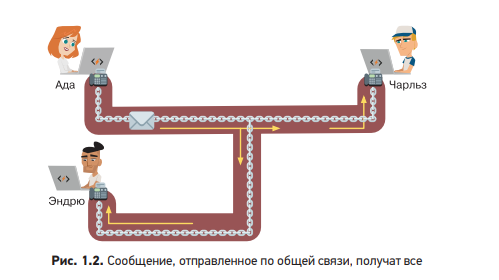 Ада
Чарльз
Эндрю
Рис. 1.2. Сообщение, отправленное по общей связи, получат все